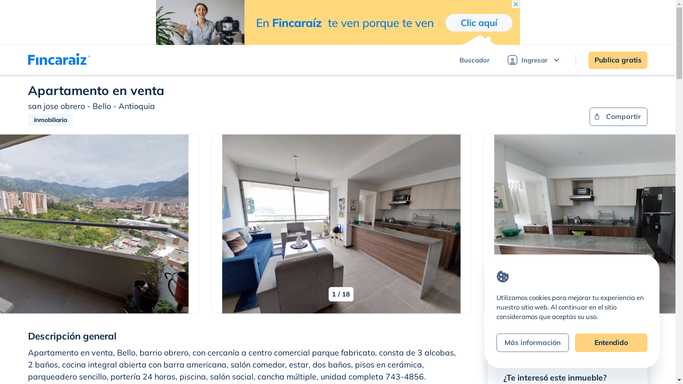 En Fincaraíz te ven porque te ven
Clic aquí
Fincaraiz
Buscador
Ingresar
Publica gratis
Apartamento en venta
san jose obrero - Bello - Antioquia
Inmobiliaria
Compartir
1 / 18
Utilizamos cookies para mejorar tu experiencia en
nuestro sitio web. Al continuar en el sitio
consideramos que aceptas su uso.
Más información
Entendido
Descripción general
Apartamento en venta, Bello, barrio obrero, con cercanía a centro comercial parque fabricato, consta de 3 alcobas,
2 baños, cocina integral abierta con barra americana, salón comedor, estar, dos baños, pisos en cerámica,
parqueadero sencillo, portería 24 horas, piscina, salón social, cancha múltiple, unidad completa 743-4856.
¿Te interesó este inmueble?